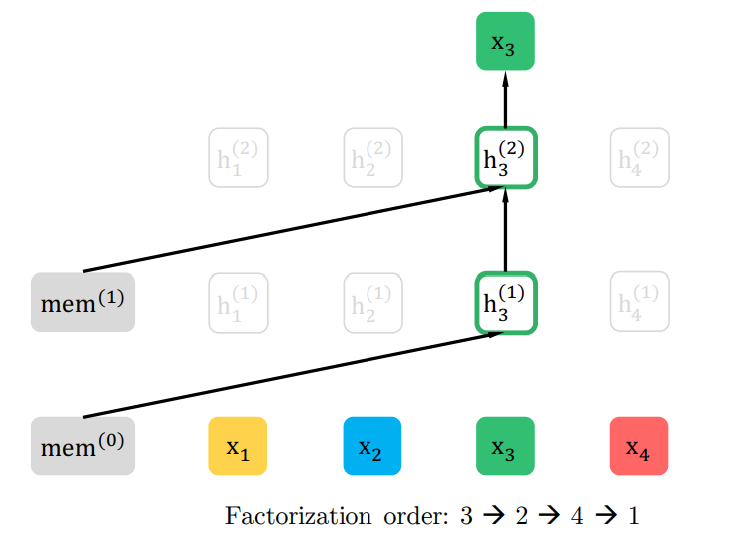 x₃
h₁⁽²⁾ h₂⁽²⁾ h₃⁽²⁾ h₄⁽²⁾
mem⁽¹⁾ h₁⁽¹⁾ h₂⁽¹⁾ h₃⁽¹⁾ h₄⁽¹⁾
mem⁽⁰⁾ x₁ x₂ x₃ x₄
Factorization order: 3 → 2 → 4 → 1